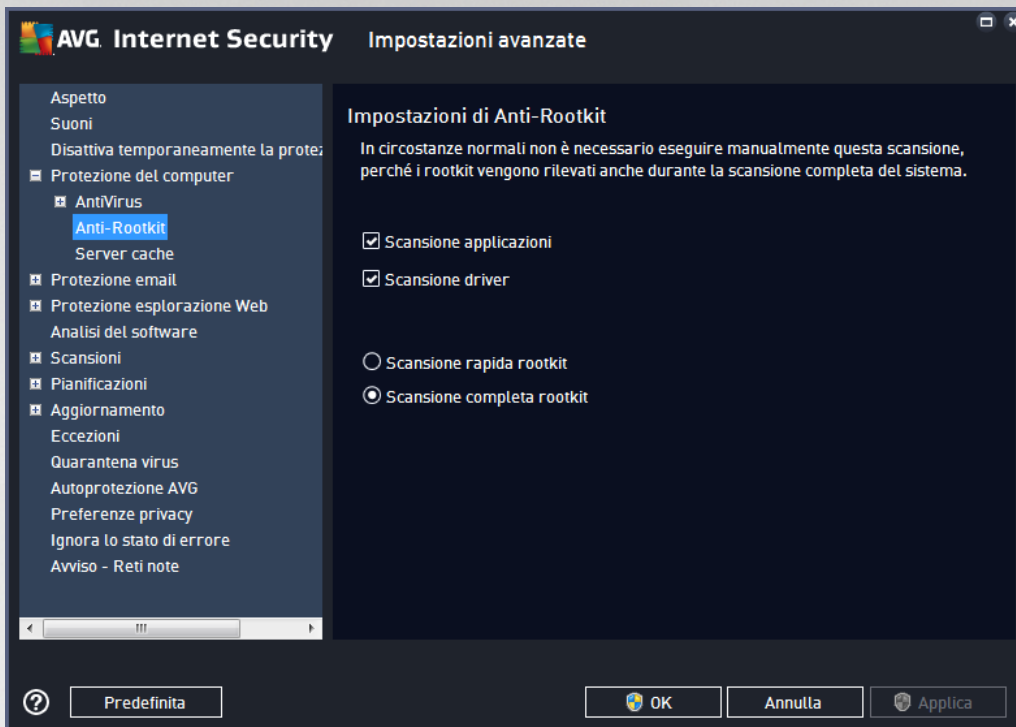 AVG Internet Security Impostazioni avanzate
Aspetto
Suoni
Disattiva temporaneamente la protez
Protezione del computer
AntiVirus
Anti-Rootkit
Server cache
Protezione email
Protezione esplorazione Web
Analisi del software
Scansioni
Pianificazioni
Aggiornamento
Eccezioni
Quarantena virus
Autoprotezione AVG
Preferenze privacy
Ignora lo stato di errore
Avviso - Reti note
Impostazioni di Anti-Rootkit
In circostanze normali non è necessario eseguire manualmente questa scansione,
perché i rootkit vengono rilevati anche durante la scansione completa del sistema.
Scansione applicazioni
Scansione driver
Scansione rapida rootkit
Scansione completa rootkit
? Predefinita OK Annulla Applica